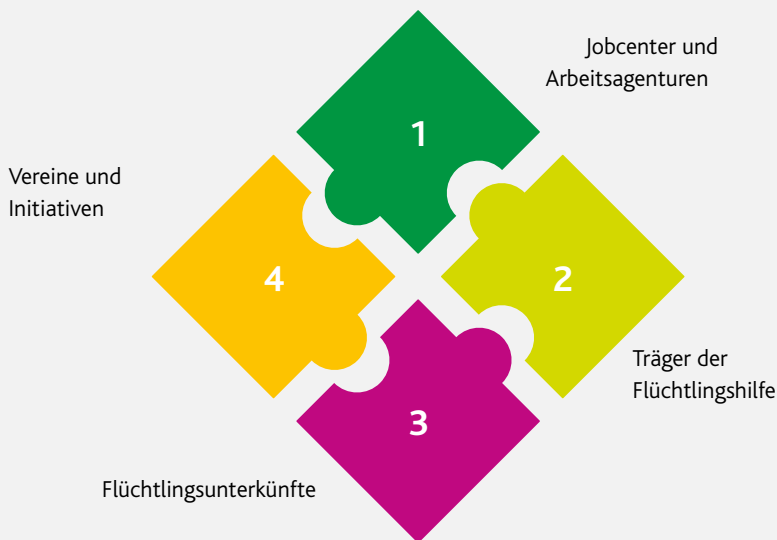 Jobcenter und
Arbeitsagenturen
1
Vereine und
Initiativen
4
2
Träger der
Flüchtlingshilfe
3
Flüchtlingsunterkünfte